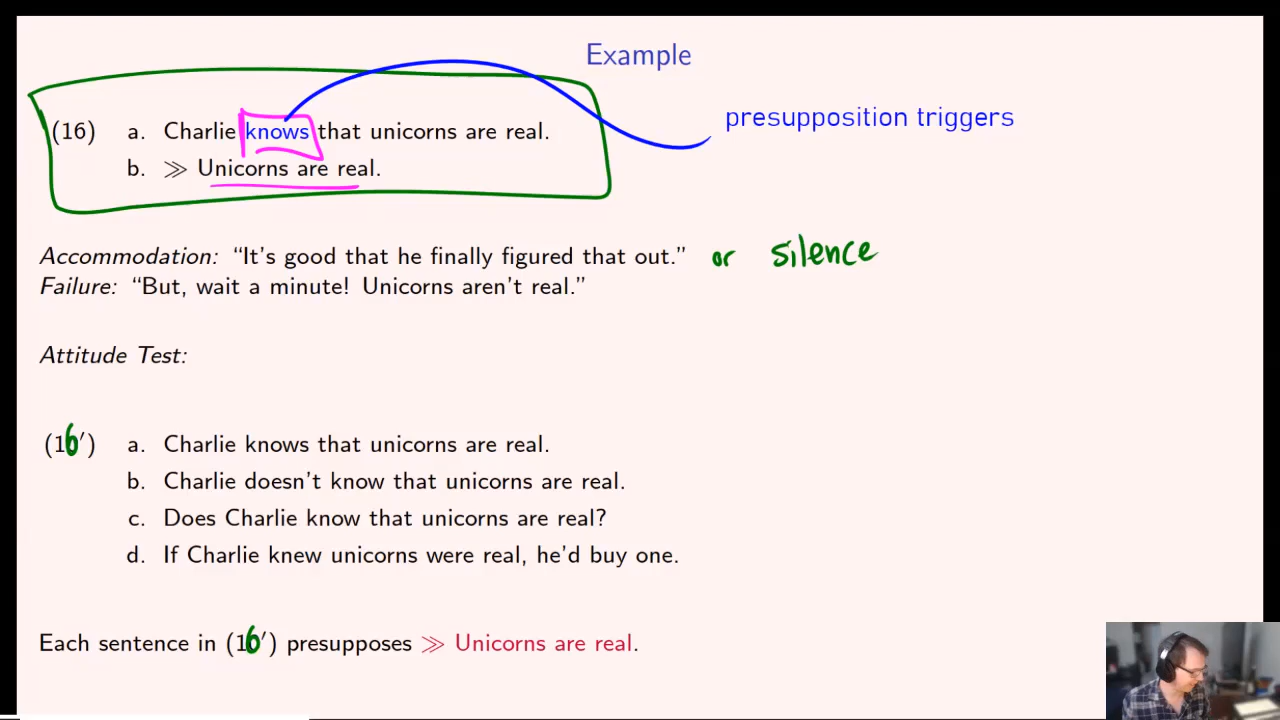 Example
(16) a. Charlie knows that unicorns are real.
presupposition triggers
b. ≫ Unicorns are real.
Accommodation: “It’s good that he finally figured that out.” or silence
Failure: “But, wait a minute! Unicorns aren’t real.”
Attitude Test:
(16′) a. Charlie knows that unicorns are real.
b. Charlie doesn’t know that unicorns are real.
c. Does Charlie know that unicorns are real?
d. If Charlie knew unicorns were real, he’d buy one.
Each sentence in (16′) presupposes ≫ Unicorns are real.